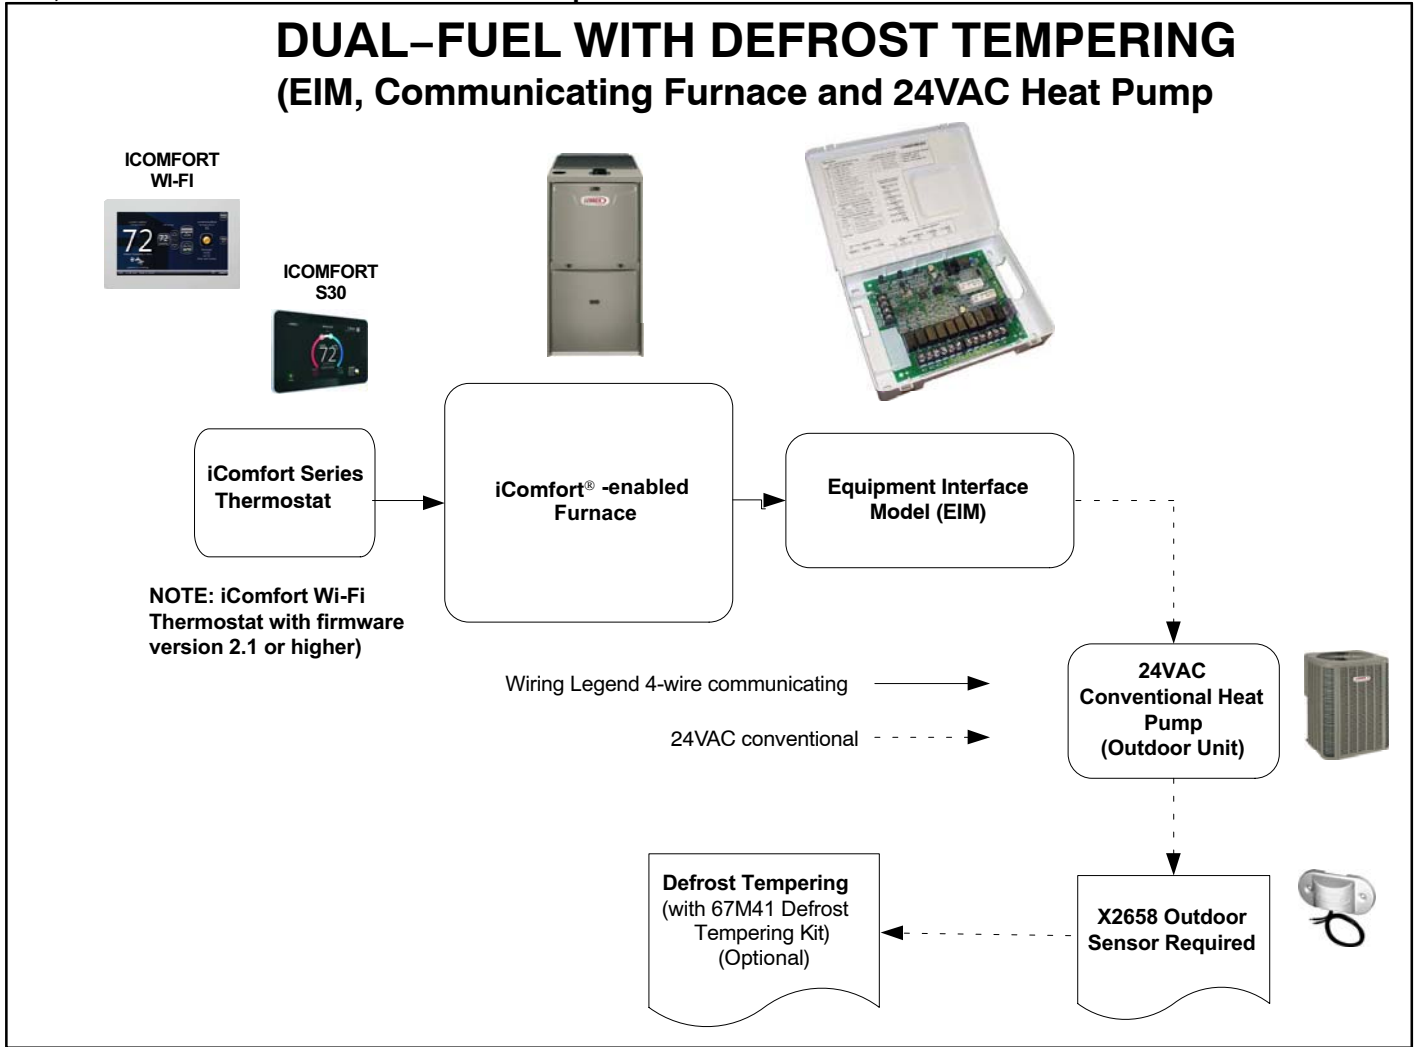 DUAL–FUEL WITH DEFROST TEMPERING
(EIM, Communicating Furnace and 24VAC Heat Pump
ICOMFORT
WI-FI
72
ICOMFORT
S30
72
LENNOX
iComfort Series
Thermostat
iComfort® -enabled
Furnace
Equipment Interface
Model (EIM)
NOTE: iComfort Wi-Fi
Thermostat with firmware
version 2.1 or higher)
Wiring Legend 4-wire communicating
24VAC conventional
24VAC
Conventional Heat
Pump
(Outdoor Unit)
Defrost Tempering
(with 67M41 Defrost
Tempering Kit)
(Optional)
X2658 Outdoor
Sensor Required